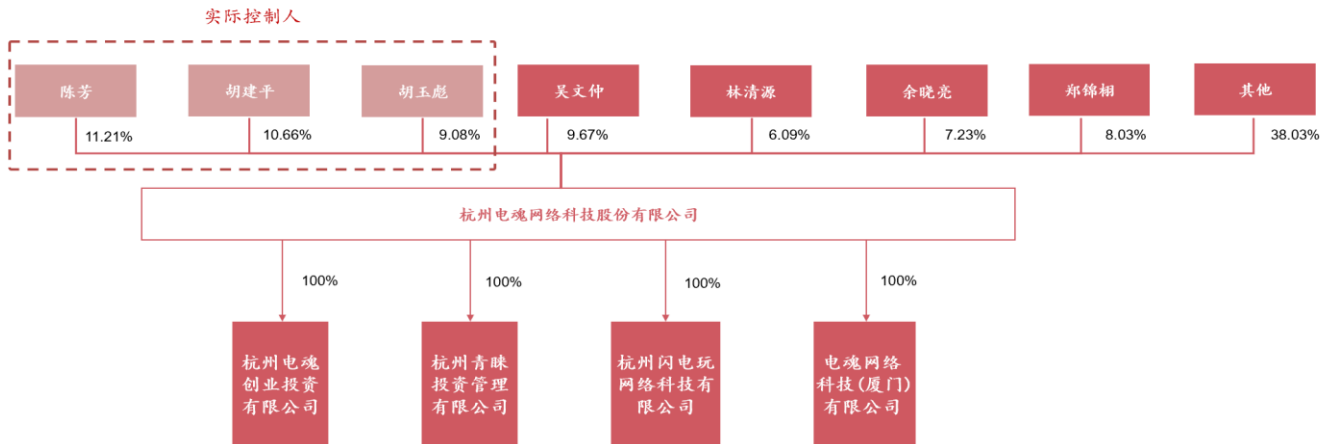 实际控制人
陈芳
胡建平
胡玉彪
吴文仲
林清源
余晓亮
郑锦栩
其他
11.21%
10.66%
9.08%
9.67%
6.09%
7.23%
8.03%
38.03%
杭州电魂网络科技股份有限公司
100%
100%
100%
100%
杭州电魂
创业投资
有限公司
杭州青睐
投资管理
有限公司
杭州闪电玩
网络科技有
限公司
电魂网络
科技(厦门)
有限公司